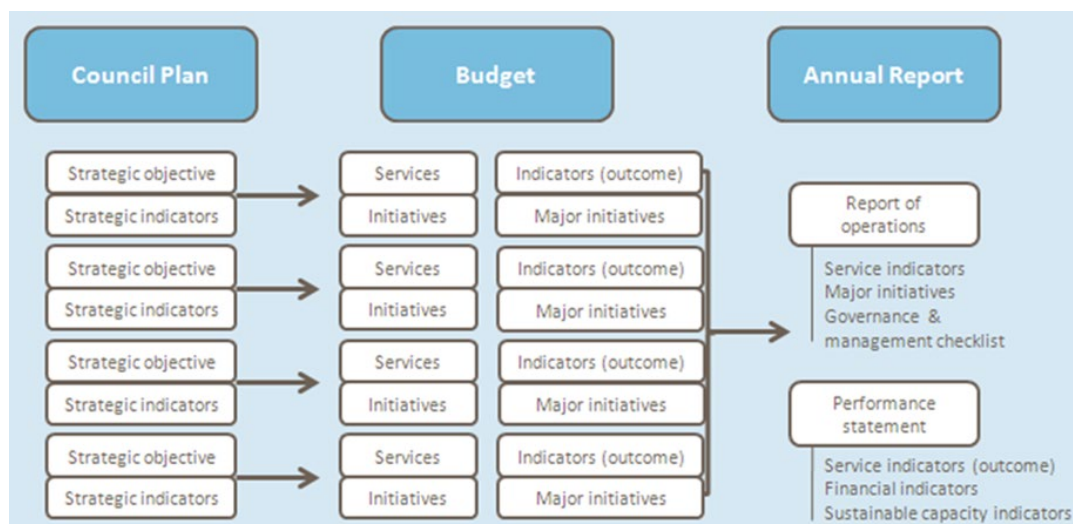 Council Plan
Budget
Annual Report
Strategic objective
Strategic indicators
Strategic objective
Strategic indicators
Strategic objective
Strategic indicators
Strategic objective
Strategic indicators
Services
Initiatives
Services
Initiatives
Services
Initiatives
Services
Initiatives
Indicators (outcome)
Major initiatives
Indicators (outcome)
Major initiatives
Indicators (outcome)
Major initiatives
Indicators (outcome)
Major initiatives
Report of
operations
Service indicators
Major initiatives
Governance &
management checklist
Performance
statement
Service indicators (outcome)
Financial indicators
Sustainable capacity indicators